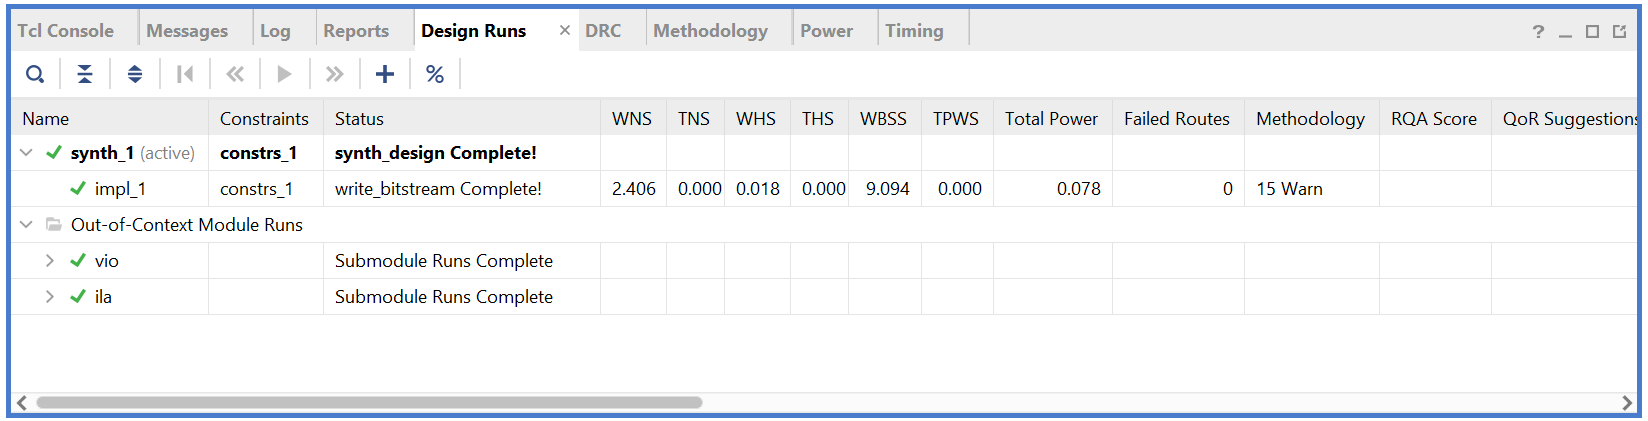 Tcl Console Messages Log Reports Design Runs × DRC Methodology Power Timing ?
%
Name Constraints Status WNS TNS WHS THS WBSS TPWS Total Power Failed Routes Methodology RQA Score QoR Suggestions
synth_1 (active) constrs_1 synth_design Complete!
impl_1 constrs_1 write_bitstream Complete! 2.406 0.000 0.018 0.000 9.094 0.000 0.078 0 15 Warn
Out-of-Context Module Runs
vio Submodule Runs Complete
ila Submodule Runs Complete